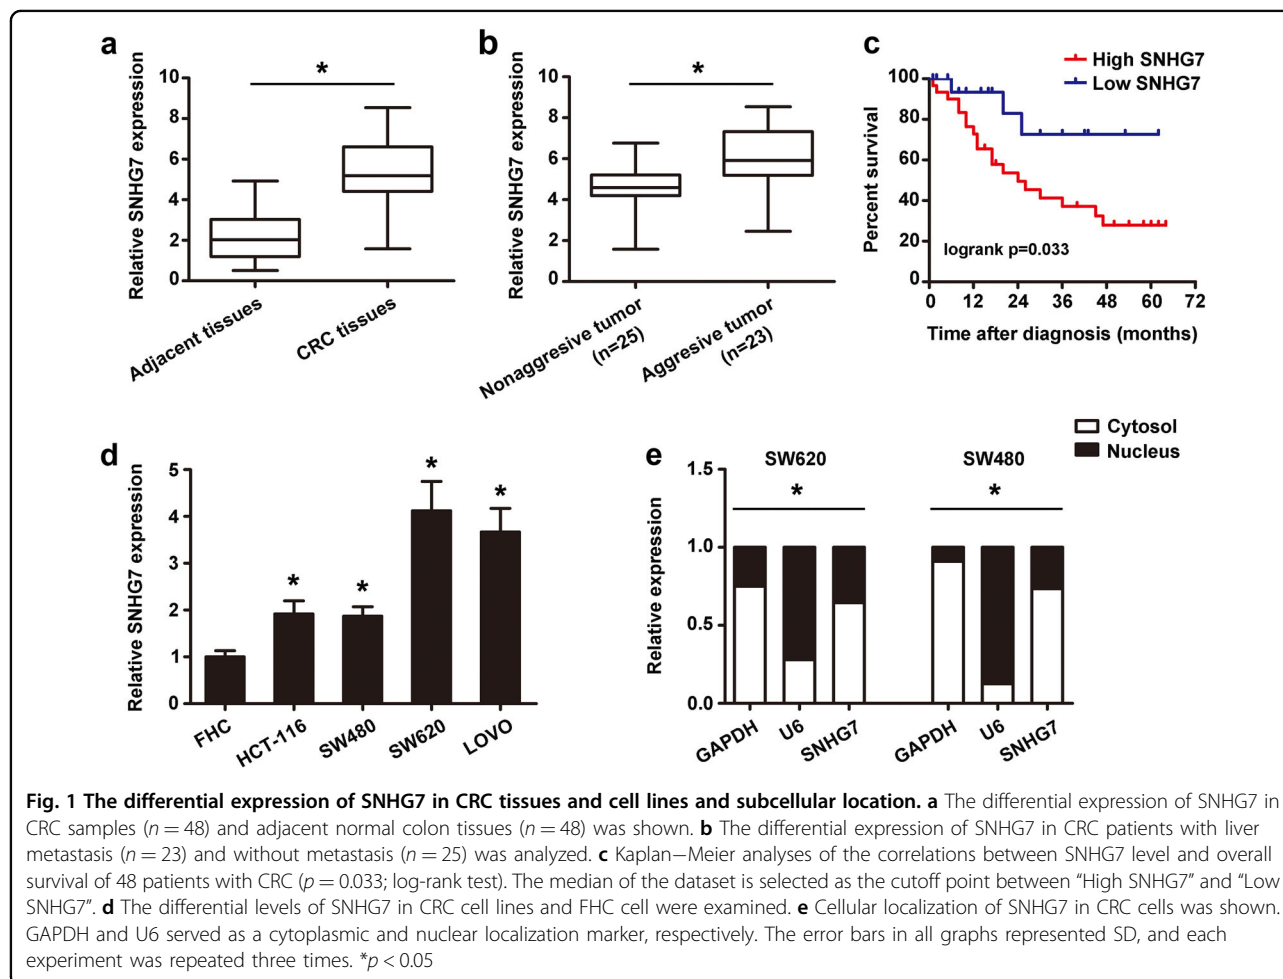 a
*
Relative SNHG7 expression
10
8
6
4
2
0
Adjacent tissues
CRC tissues
b
*
Relative SNHG7 expression
10
8
6
4
2
0
Nonaggresive tumor
(n=25)
Aggresive tumor
(n=23)
c
High SNHG7
Low SNHG7
Percent survival
100
80
60
40
20
0
logrank p=0.033
0 12 24 36 48 60 72
Time after diagnosis (months)
d
Relative SNHG7 expression
5
4
3
2
1
0
* * * *
FHC
HCT-116
SW480
SW620
LOVO
e
Cytosol
Nucleus
SW620
SW480
* *
Relative expression
1.5
1.0
0.5
0.0
GAPDH
U6
SNHG7
GAPDH
U6
SNHG7
Fig. 1 The differential expression of SNHG7 in CRC tissues and cell lines and subcellular location. a The differential expression of SNHG7 in
CRC samples (n = 48) and adjacent normal colon tissues (n = 48) was shown. b The differential expression of SNHG7 in CRC patients with liver
metastasis (n = 23) and without metastasis (n = 25) was analyzed. c Kaplan−Meier analyses of the correlations between SNHG7 level and overall
survival of 48 patients with CRC (p = 0.033; log-rank test). The median of the dataset is selected as the cutoff point between “High SNHG7” and “Low
SNHG7”. d The differential levels of SNHG7 in CRC cell lines and FHC cell were examined. e Cellular localization of SNHG7 in CRC cells was shown.
GAPDH and U6 served as a cytoplasmic and nuclear localization marker, respectively. The error bars in all graphs represented SD, and each
experiment was repeated three times. *p < 0.05